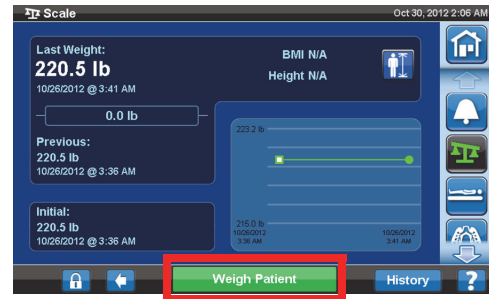 Scale
Oct 30, 2012 2:06 AM
Last Weight:
220.5 lb
10/26/2012 @ 3:41 AM
0.0 lb
Previous:
220.5 lb
10/26/2012 @ 3:36 AM
Initial:
220.5 lb
10/26/2012 @ 3:36 AM
BMI N/A
Height N/A
223.2 lb
215.0 lb
10/26/2012
3:36 AM
10/26/2012
3:41 AM
Weigh Patient
History
?